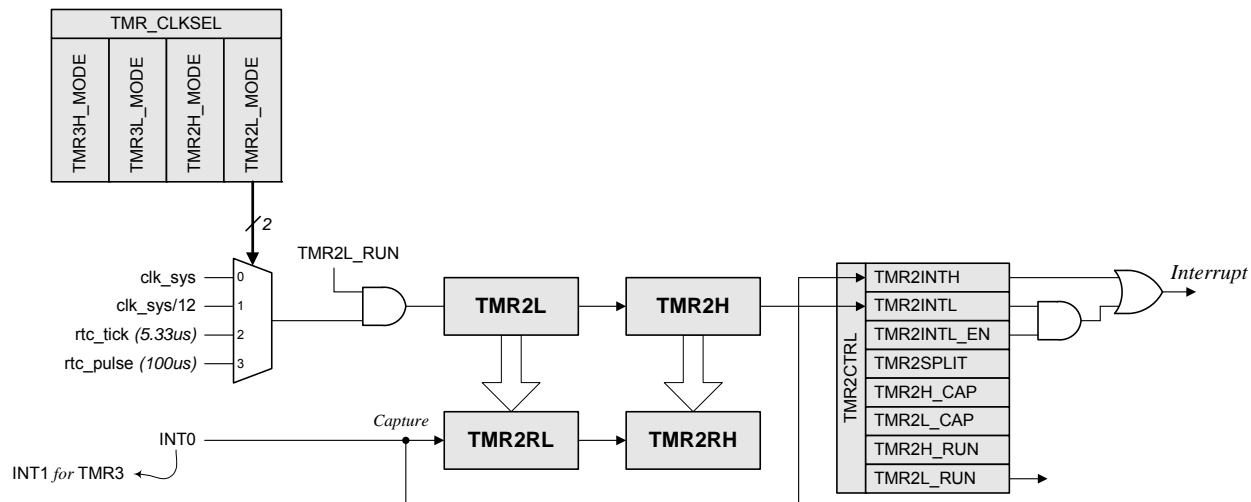 TMR_CLKSEL
TMR3H_MODE
TMR3L_MODE
TMR2H_MODE
TMR2L_MODE
2
TMR2L_RUN
clk_sys
0
clk_sys/12
1
rtc_tick (5.33us)
2
rtc_pulse (100us)
3
TMR2L
TMR2H
Capture
INT0
TMR2RL
TMR2RH
INT1 for TMR3
TMR2CTRL
TMR2INTH
TMR2INTL
TMR2INTL_EN
TMR2SPLIT
TMR2H_CAP
TMR2L_CAP
TMR2H_RUN
TMR2L_RUN
Interrupt